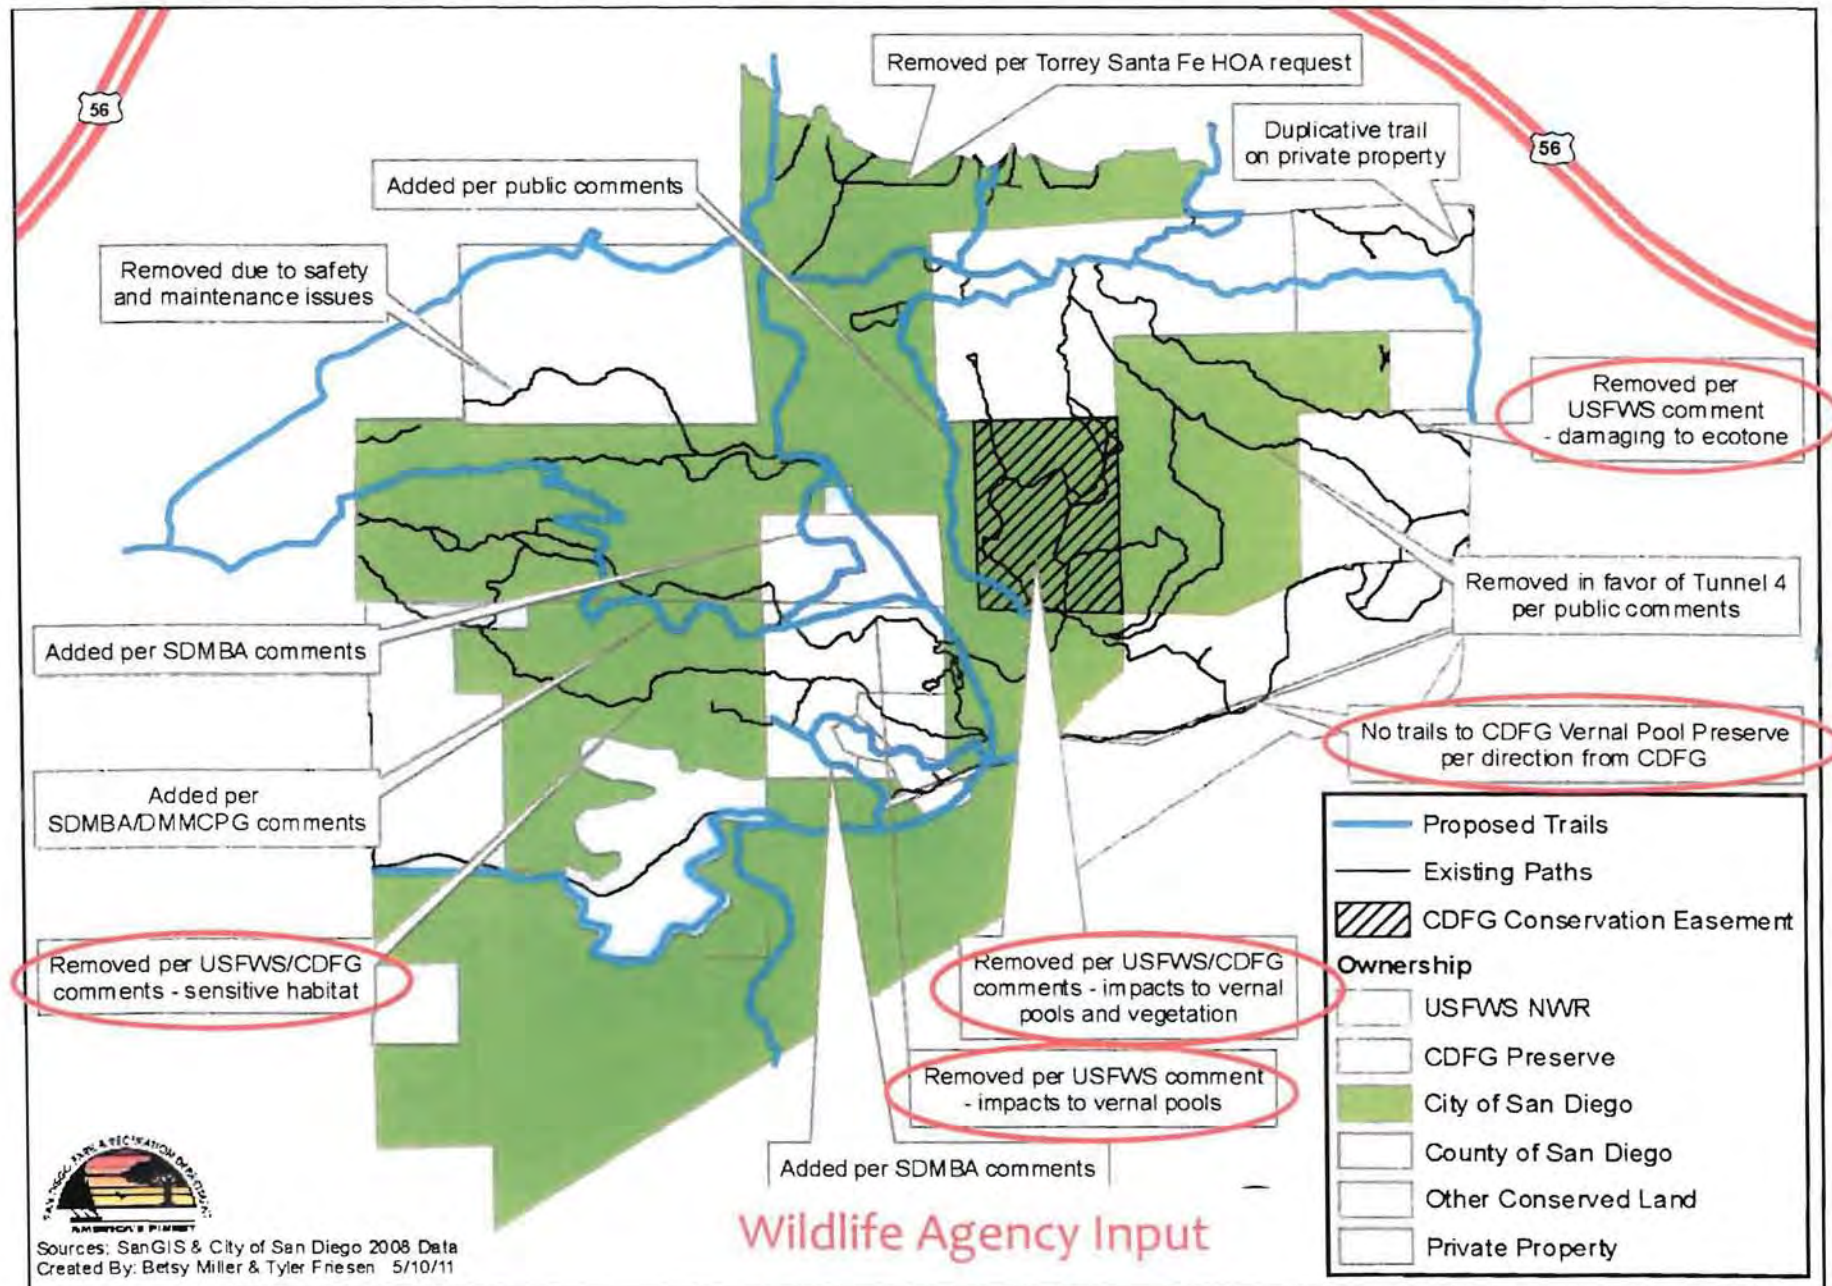 56
Removed per Torrey Santa Fe HOA request
56
Duplicative trail
on private property
Added per public comments
Removed due to safety
and maintenance issues
Removed per
USFWS comment
- damaging to ecotone
Removed in favor of Tunnel 4
per public comments
Added per SDMBA comments
No trails to CDFG Vernal Pool Preserve
per direction from CDFG
Added per
SDMBA/DMMCPG comments
Removed per USFWS/CDFG
comments - sensitive habitat
Removed per USFWS/CDFG
comments - impacts to vernal
pools and vegetation
Removed per USFWS comment
- impacts to vernal pools
Added per SDMBA comments
Proposed Trails
Existing Paths
CDFG Conservation Easement
Ownership
USFWS NWR
CDFG Preserve
City of San Diego
County of San Diego
Other Conserved Land
Private Property
SAN DIEGO PARK & RECREATION DEPARTMENT
AMERICA'S FINEST
Sources: SanGIS & City of San Diego 2008 Data
Created By: Betsy Miller & Tyler Friesen 5/10/11
Wildlife Agency Input